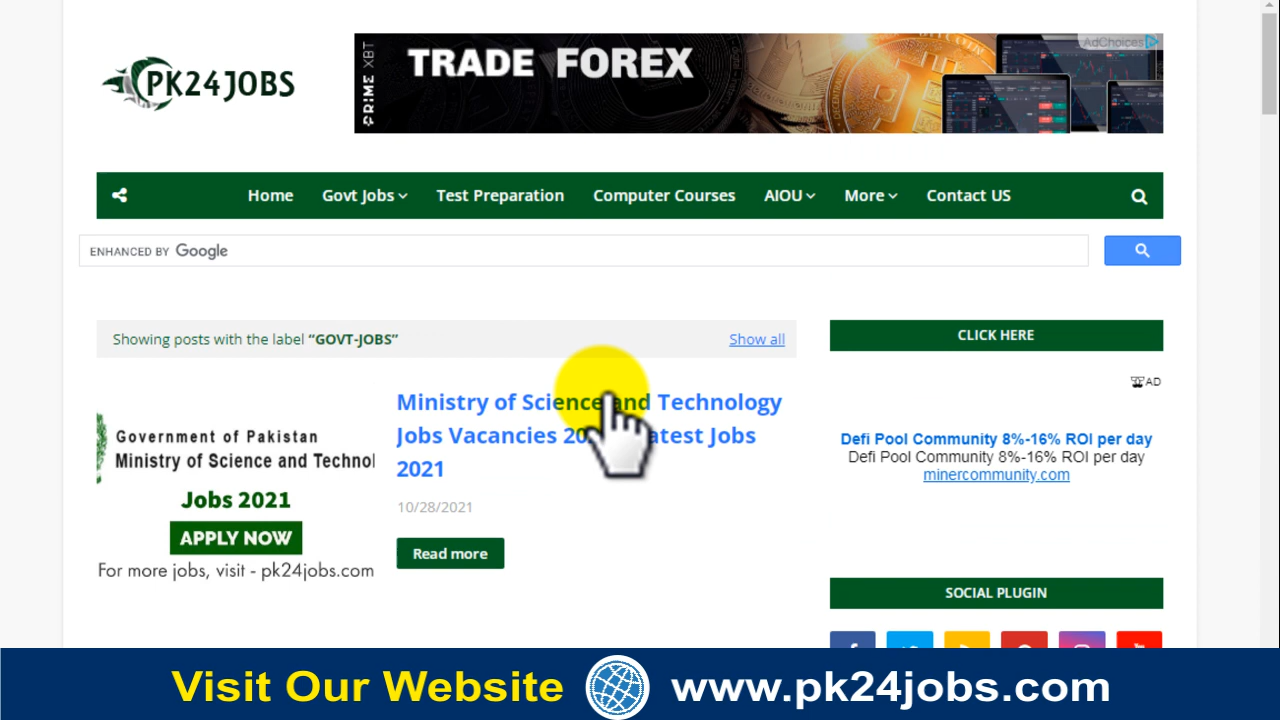 PK24JOBS
PRIME XBT
TRADE FOREX
AdChoices
Home Govt Jobs Test Preparation Computer Courses AIOU More Contact US
ENHANCED BY Google
Showing posts with the label “GOVT-JOBS” Show all
CLICK HERE
AD
Government of Pakistan
Ministry of Science and Technol
Jobs 2021
APPLY NOW
For more jobs, visit - pk24jobs.com
Ministry of Science and Technology
Jobs Vacancies 20 atest Jobs
2021
10/28/2021
Read more
Defi Pool Community 8%-16% ROI per day
Defi Pool Community 8%-16% ROI per day
minercommunity.com
SOCIAL PLUGIN
Visit Our Website www.pk24jobs.com